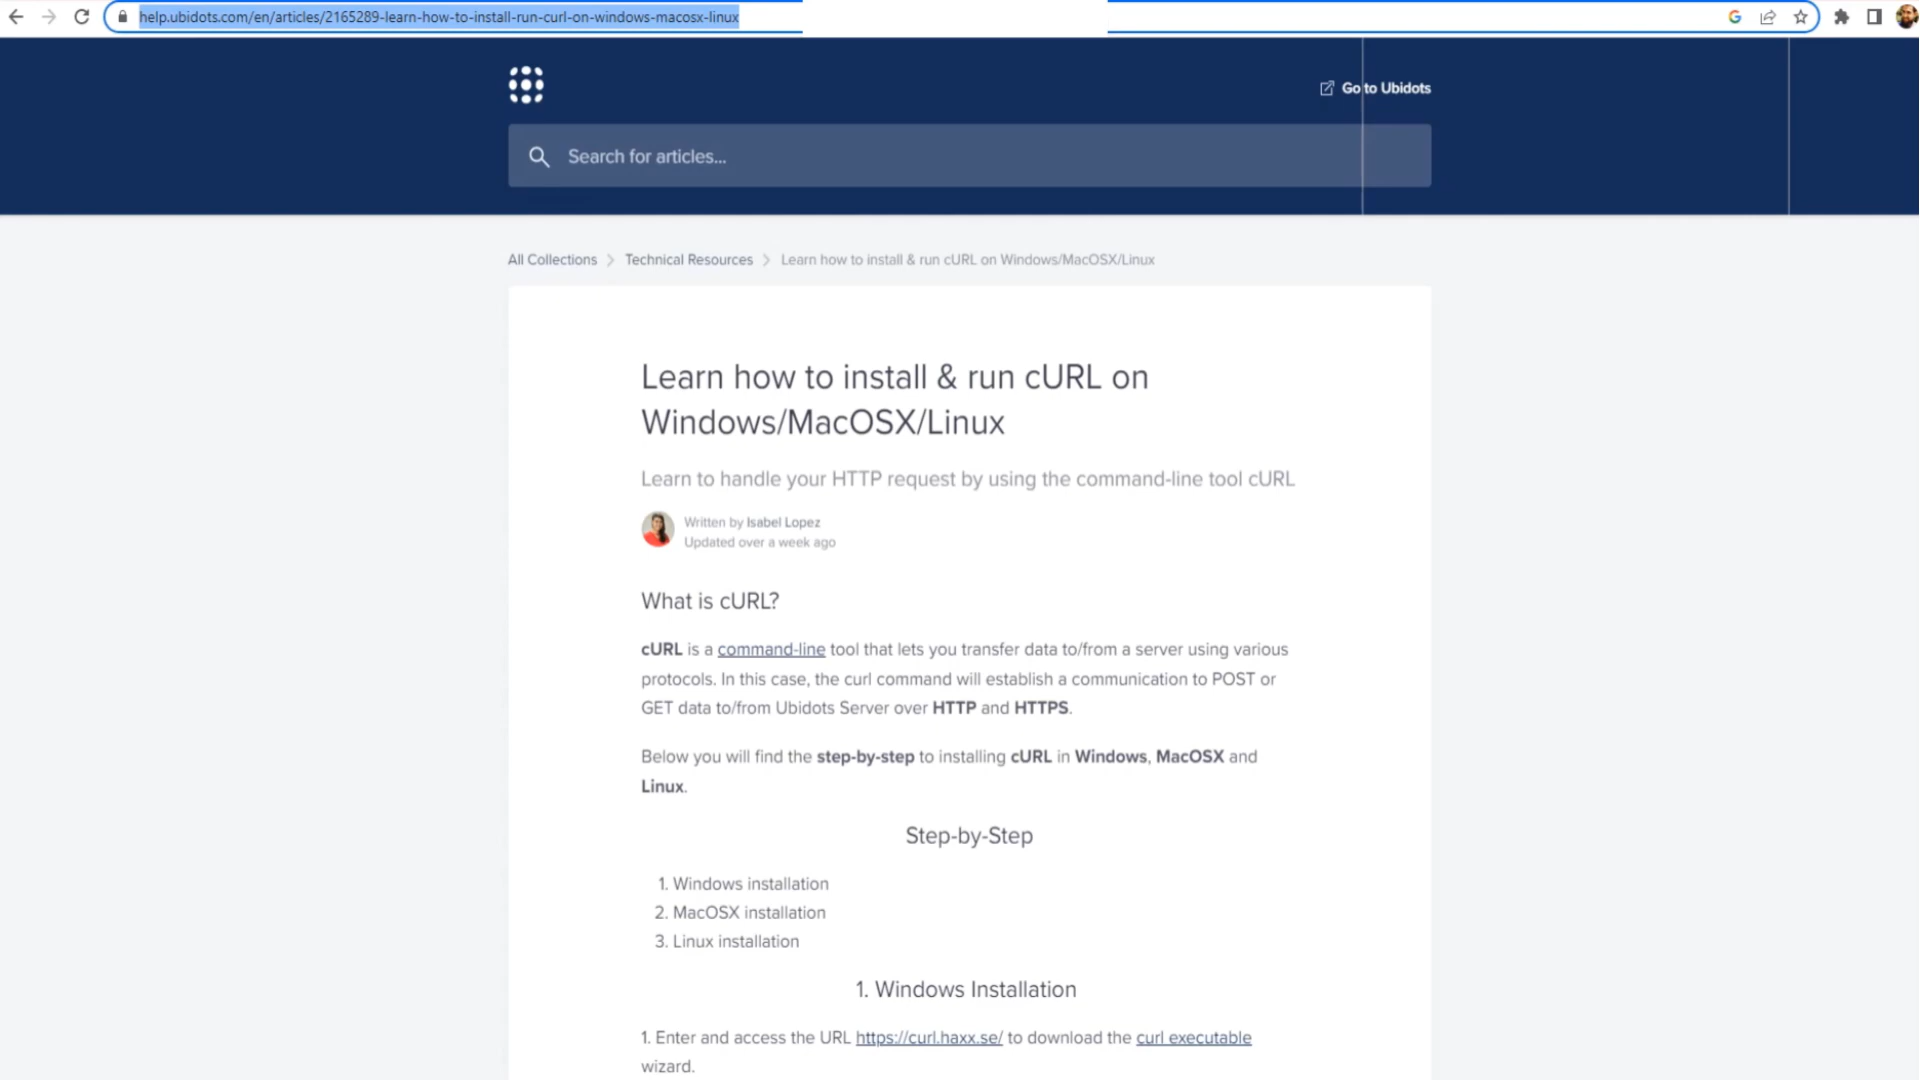 help.ubidots.com/en/articles/2165289-learn-how-to-install-run-curl-on-windows-macosx-linux
Go to Ubidots
Search for articles...
All Collections > Technical Resources > Learn how to install & run cURL on Windows/MacOSX/Linux
Learn how to install & run cURL on
Windows/MacOSX/Linux
Learn to handle your HTTP request by using the command-line tool cURL
Written by Isabel Lopez
Updated over a week ago
What is cURL?
cURL is a command-line tool that lets you transfer data to/from a server using various
protocols. In this case, the curl command will establish a communication to POST or
GET data to/from Ubidots Server over HTTP and HTTPS.
Below you will find the step-by-step to installing cURL in Windows, MacOSX and
Linux.
Step-by-Step
1. Windows installation
2. MacOSX installation
3. Linux installation
1. Windows Installation
1. Enter and access the URL https://curl.haxx.se/ to download the curl executable
wizard.